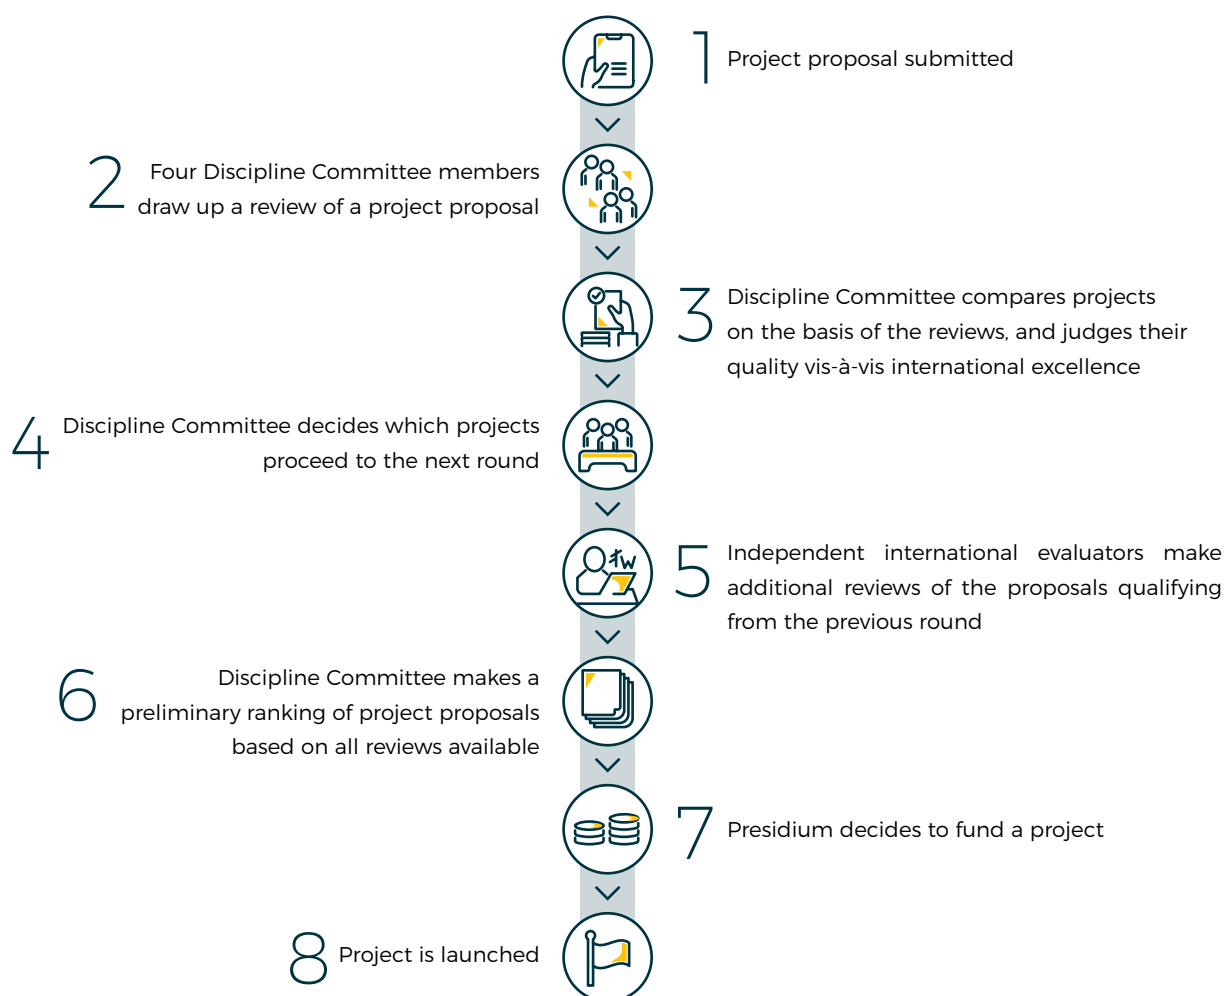 1
Project proposal submitted
2
Four Discipline Committee members
draw up a review of a project proposal
3
Discipline Committee compares projects
on the basis of the reviews, and judges their
quality vis-à-vis international excellence
4
Discipline Committee decides which projects
proceed to the next round
5
Independent international evaluators make
additional reviews of the proposals qualifying
from the previous round
6
Discipline Committee makes a
preliminary ranking of project proposals
based on all reviews available
7
Presidium decides to fund a project
8
Project is launched